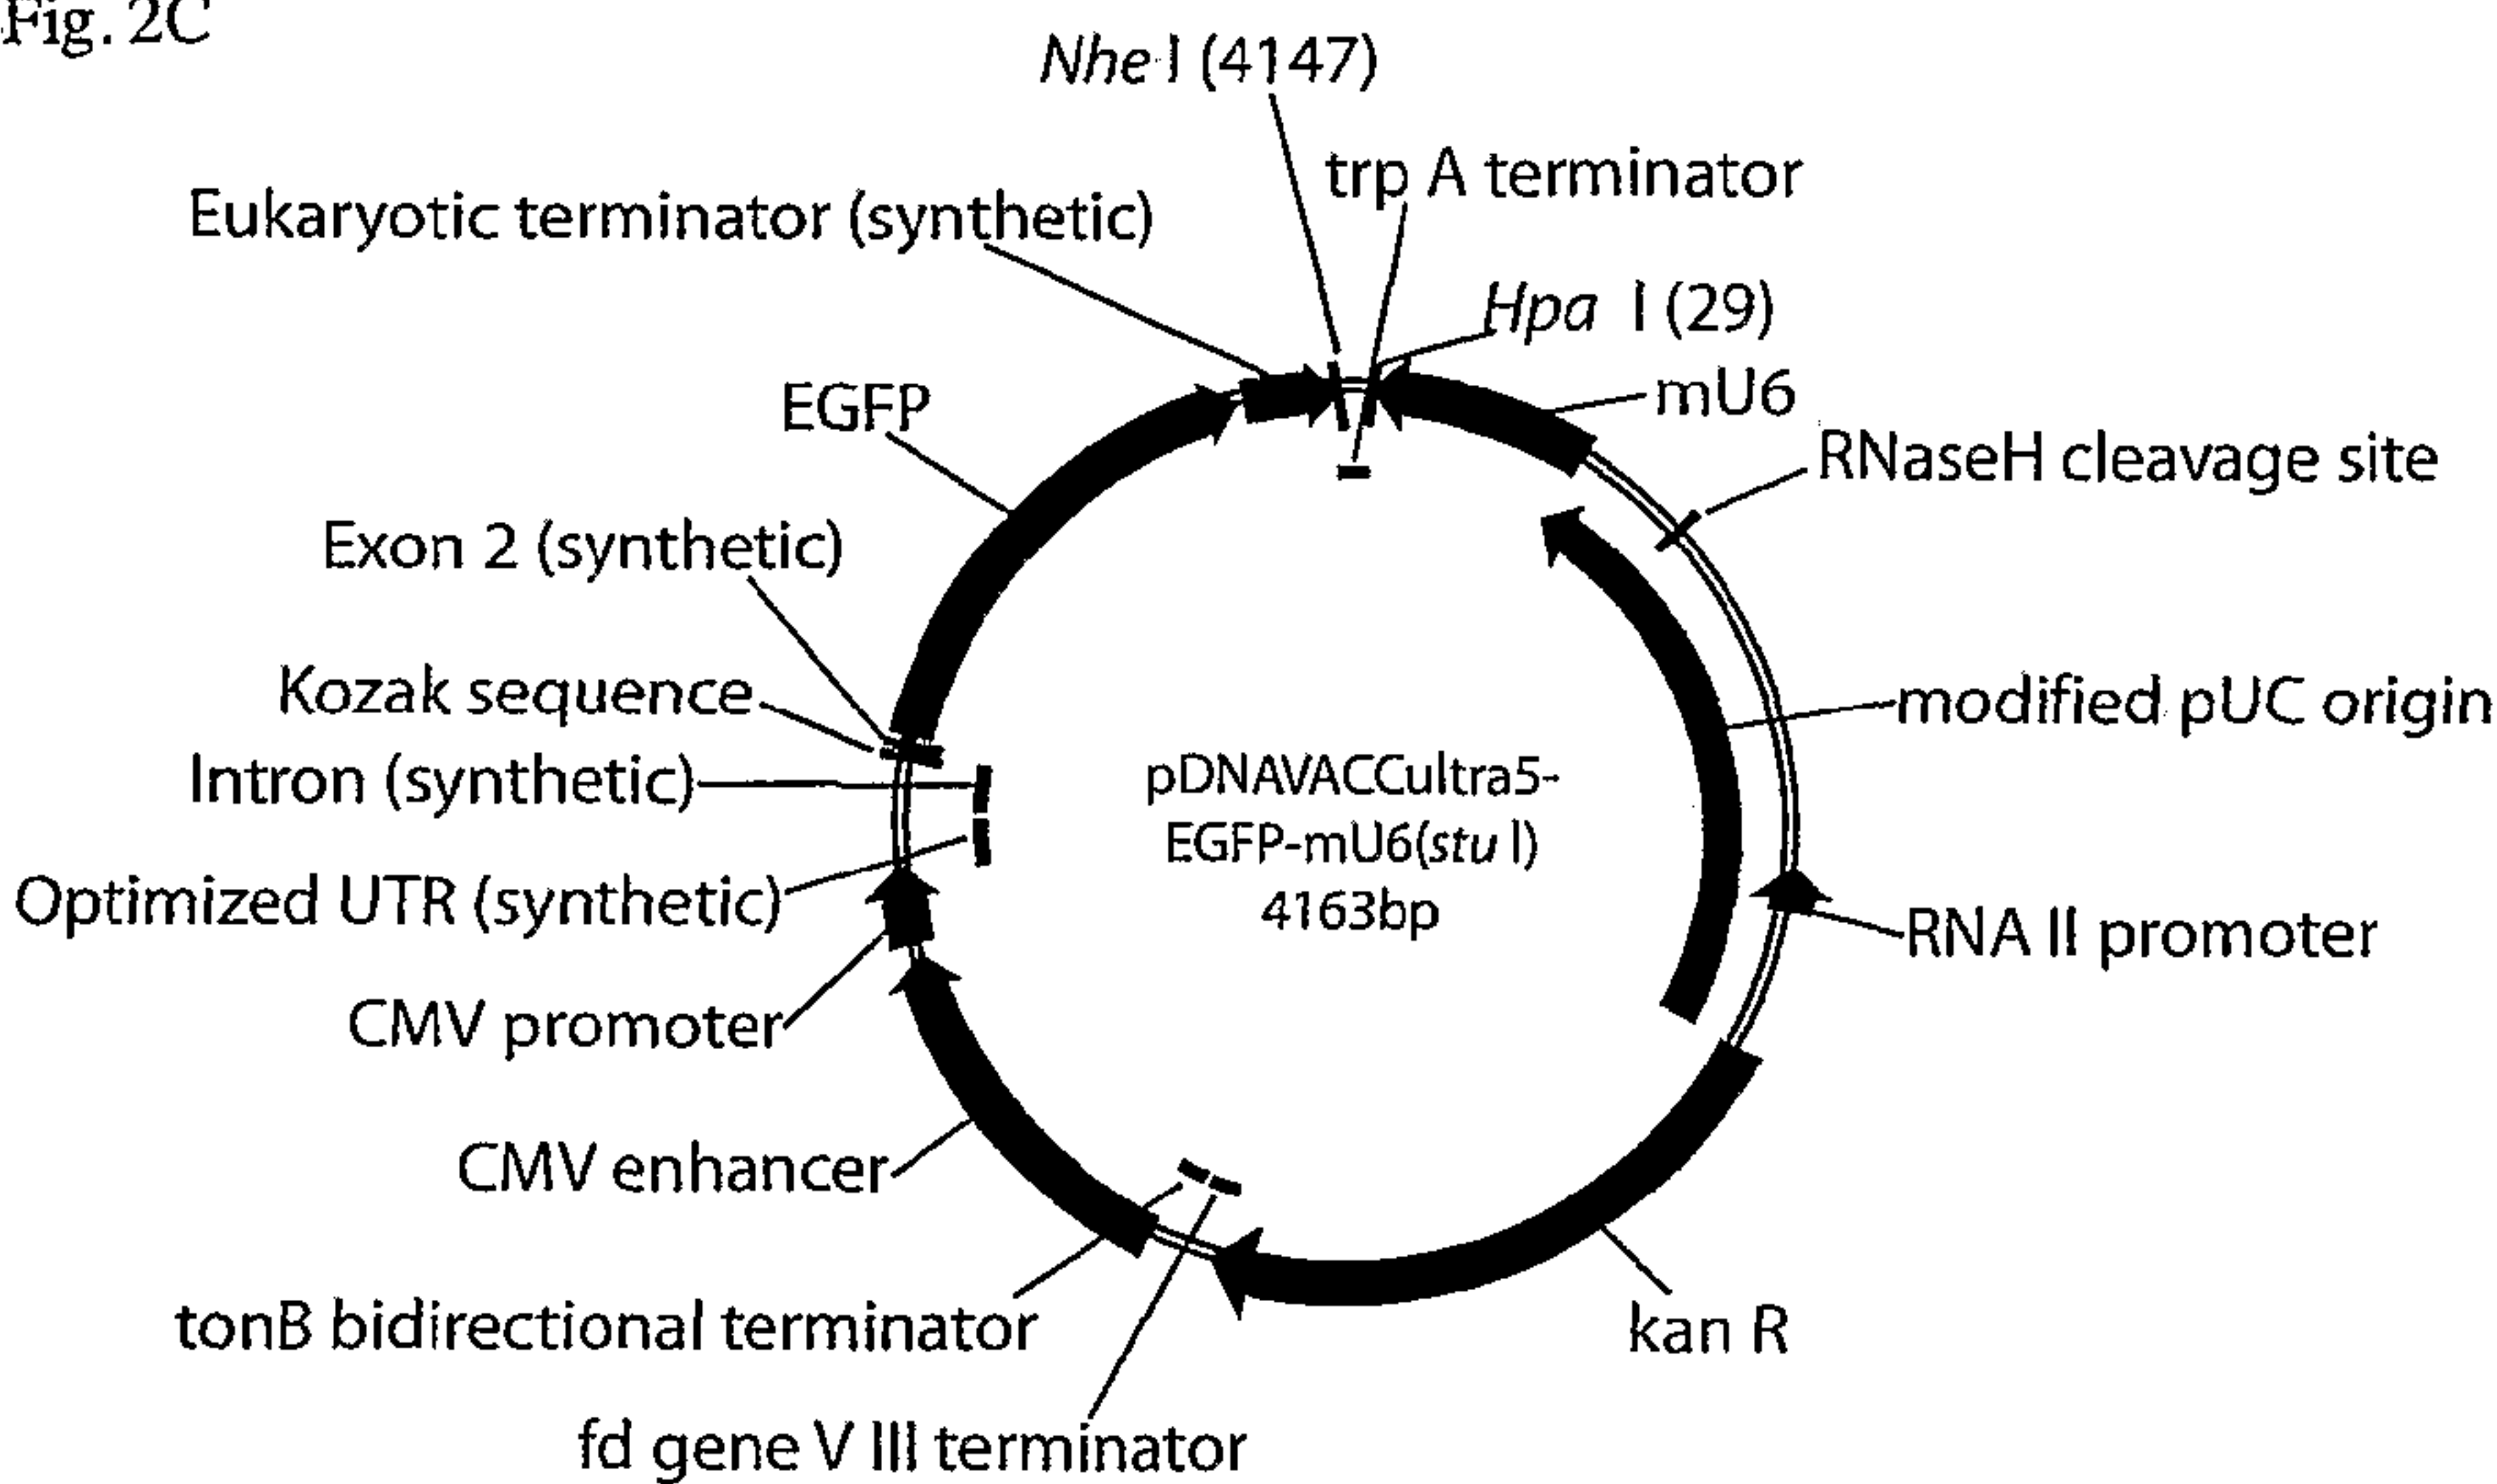 Fig. 2C
Nhe I (4147)
trp A terminator
Eukaryotic terminator (synthetic)
Hpa I (29)
mU6
EGFP
RNaseH cleavage site
Exon 2 (synthetic)
Kozak sequence
modified pUC origin
Intron (synthetic)
pDNAVACCultra5-
EGFP-mU6(stu I)
4163bp
Optimized UTR (synthetic)
RNA II promoter
CMV promoter
CMV enhancer
tonB bidirectional terminator
kan R
fd gene V III terminator